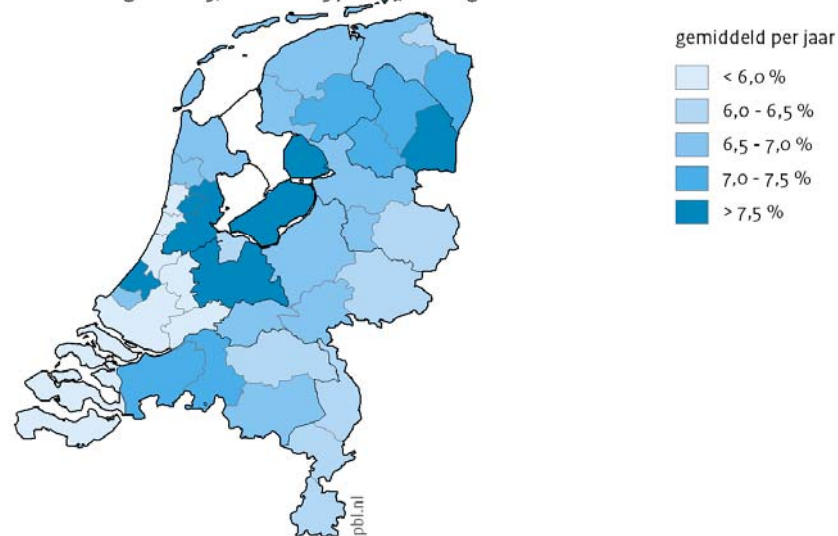 gemiddeld per jaar
< 6,0 %
6,0 - 6,5 %
6,5 - 7,0 %
7,0 - 7,5 %
> 7,5 %
pbl.nl